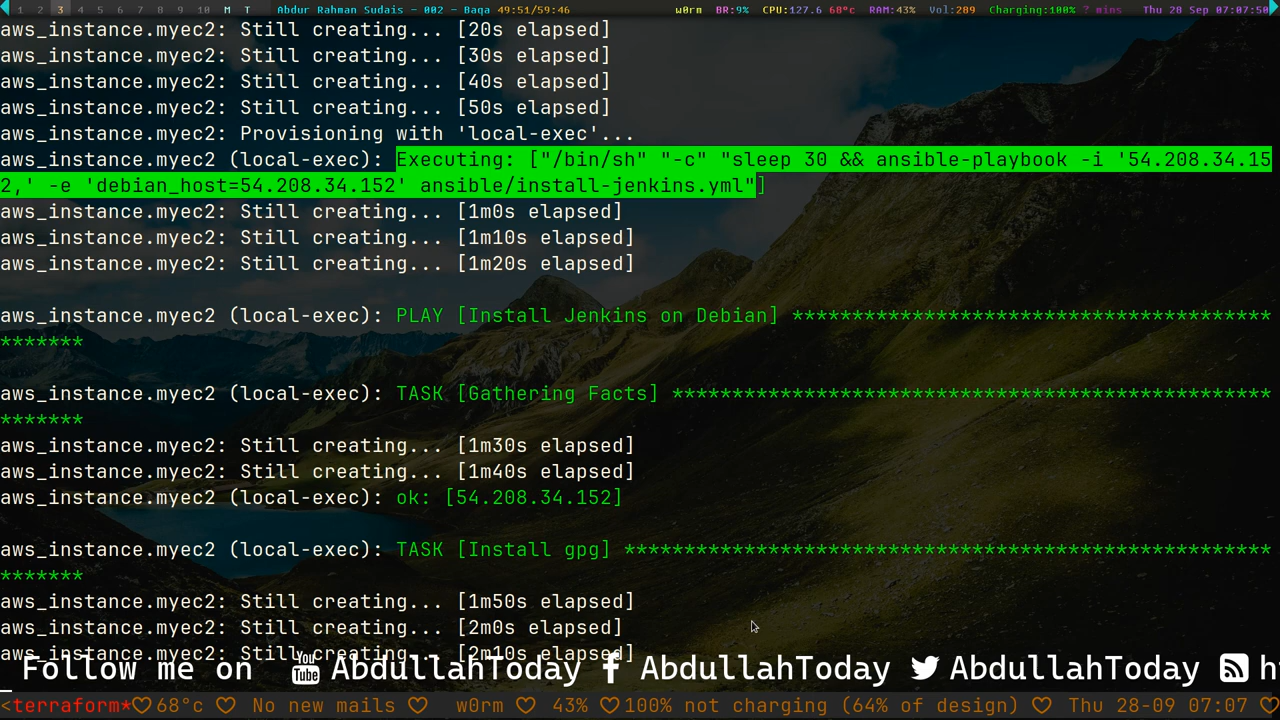 1 2 3 4 5 6 7 8 9 10 M T Abdur Rahman Sudais - 002 - Baqa 49:51/59:46 w0rm BR:9% CPU:127.6 68°c RAM:43% Vol:289 Charging:100% ? mins Thu 28 Sep 07:07:50
aws_instance.myec2: Still creating... [20s elapsed]
aws_instance.myec2: Still creating... [30s elapsed]
aws_instance.myec2: Still creating... [40s elapsed]
aws_instance.myec2: Still creating... [50s elapsed]
aws_instance.myec2: Provisioning with 'local-exec'...
aws_instance.myec2 (local-exec): Executing: ["/bin/sh" "-c" "sleep 30 && ansible-playbook -i '54.208.34.15
2,' -e 'debian_host=54.208.34.152' ansible/install-jenkins.yml"]
aws_instance.myec2: Still creating... [1m0s elapsed]
aws_instance.myec2: Still creating... [1m10s elapsed]
aws_instance.myec2: Still creating... [1m20s elapsed]
aws_instance.myec2 (local-exec): PLAY [Install Jenkins on Debian] ****************************************
*******
aws_instance.myec2 (local-exec): TASK [Gathering Facts] **************************************************
*******
aws_instance.myec2: Still creating... [1m30s elapsed]
aws_instance.myec2: Still creating... [1m40s elapsed]
aws_instance.myec2 (local-exec): ok: [54.208.34.152]
aws_instance.myec2 (local-exec): TASK [Install gpg] ******************************************************
*******
aws_instance.myec2: Still creating... [1m50s elapsed]
aws_instance.myec2: Still creating... [2m0s elapsed]
aws_instance.myec2: Still creating... [2m10s elapsed]
Follow me on You Tube AbdullahToday AbdullahToday AbdullahToday
<terraform* 68°c No new mails w0rm 43% 100% not charging (64% of design) Thu 28-09 07:07